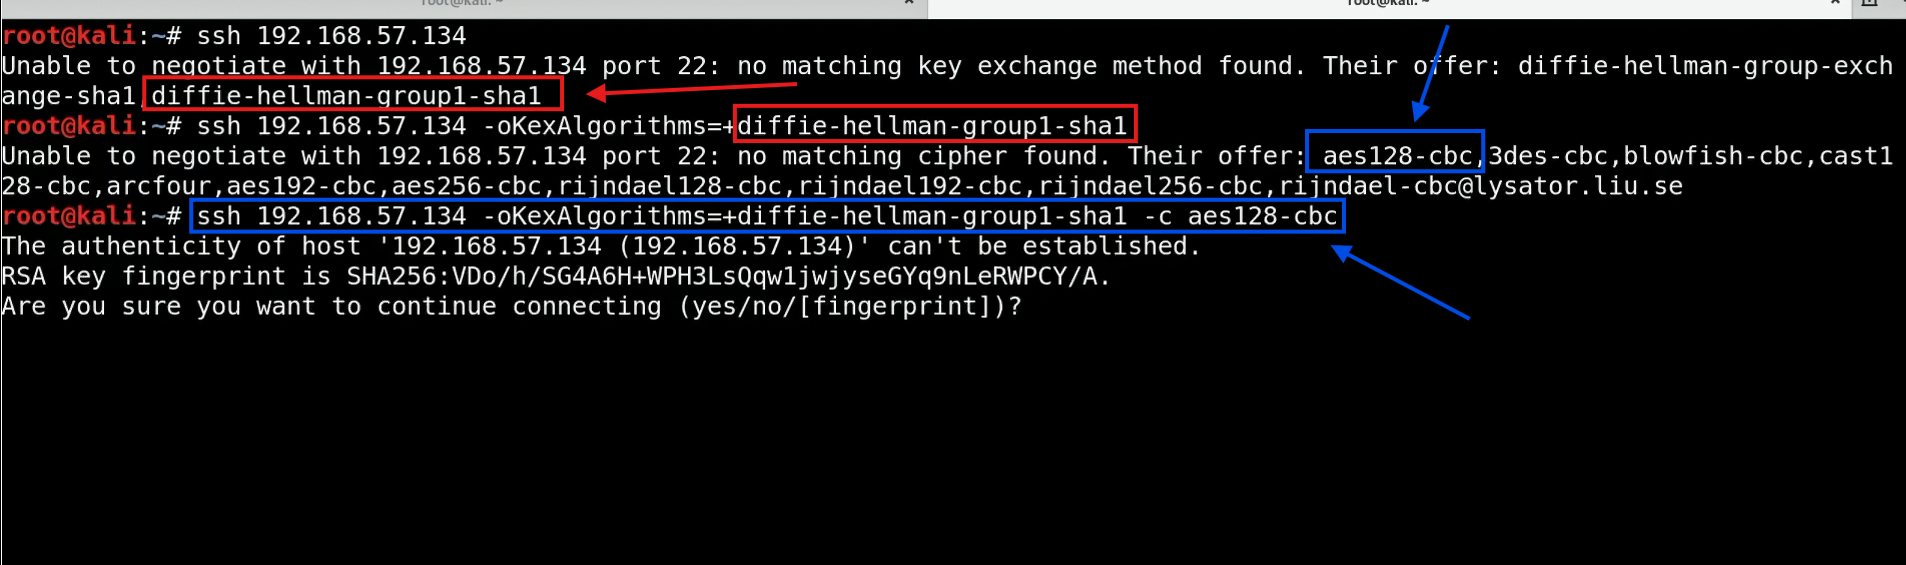 root@kali: ~
root@kali: ~
root@kali:~# ssh 192.168.57.134
Unable to negotiate with 192.168.57.134 port 22: no matching key exchange method found. Their offer: diffie-hellman-group-exch
ange-sha1,diffie-hellman-group1-sha1
root@kali:~# ssh 192.168.57.134 -oKexAlgorithms=+diffie-hellman-group1-sha1
Unable to negotiate with 192.168.57.134 port 22: no matching cipher found. Their offer: aes128-cbc,3des-cbc,blowfish-cbc,cast1
28-cbc,arcfour,aes192-cbc,aes256-cbc,rijndael128-cbc,rijndael192-cbc,rijndael256-cbc,rijndael-cbc@lysator.liu.se
root@kali:~# ssh 192.168.57.134 -oKexAlgorithms=+diffie-hellman-group1-sha1 -c aes128-cbc
The authenticity of host '192.168.57.134 (192.168.57.134)' can't be established.
RSA key fingerprint is SHA256:VDo/h/SG4A6H+WPH3LsQqw1jwjyseGYq9nLeRWPCY/A.
Are you sure you want to continue connecting (yes/no/[fingerprint])?